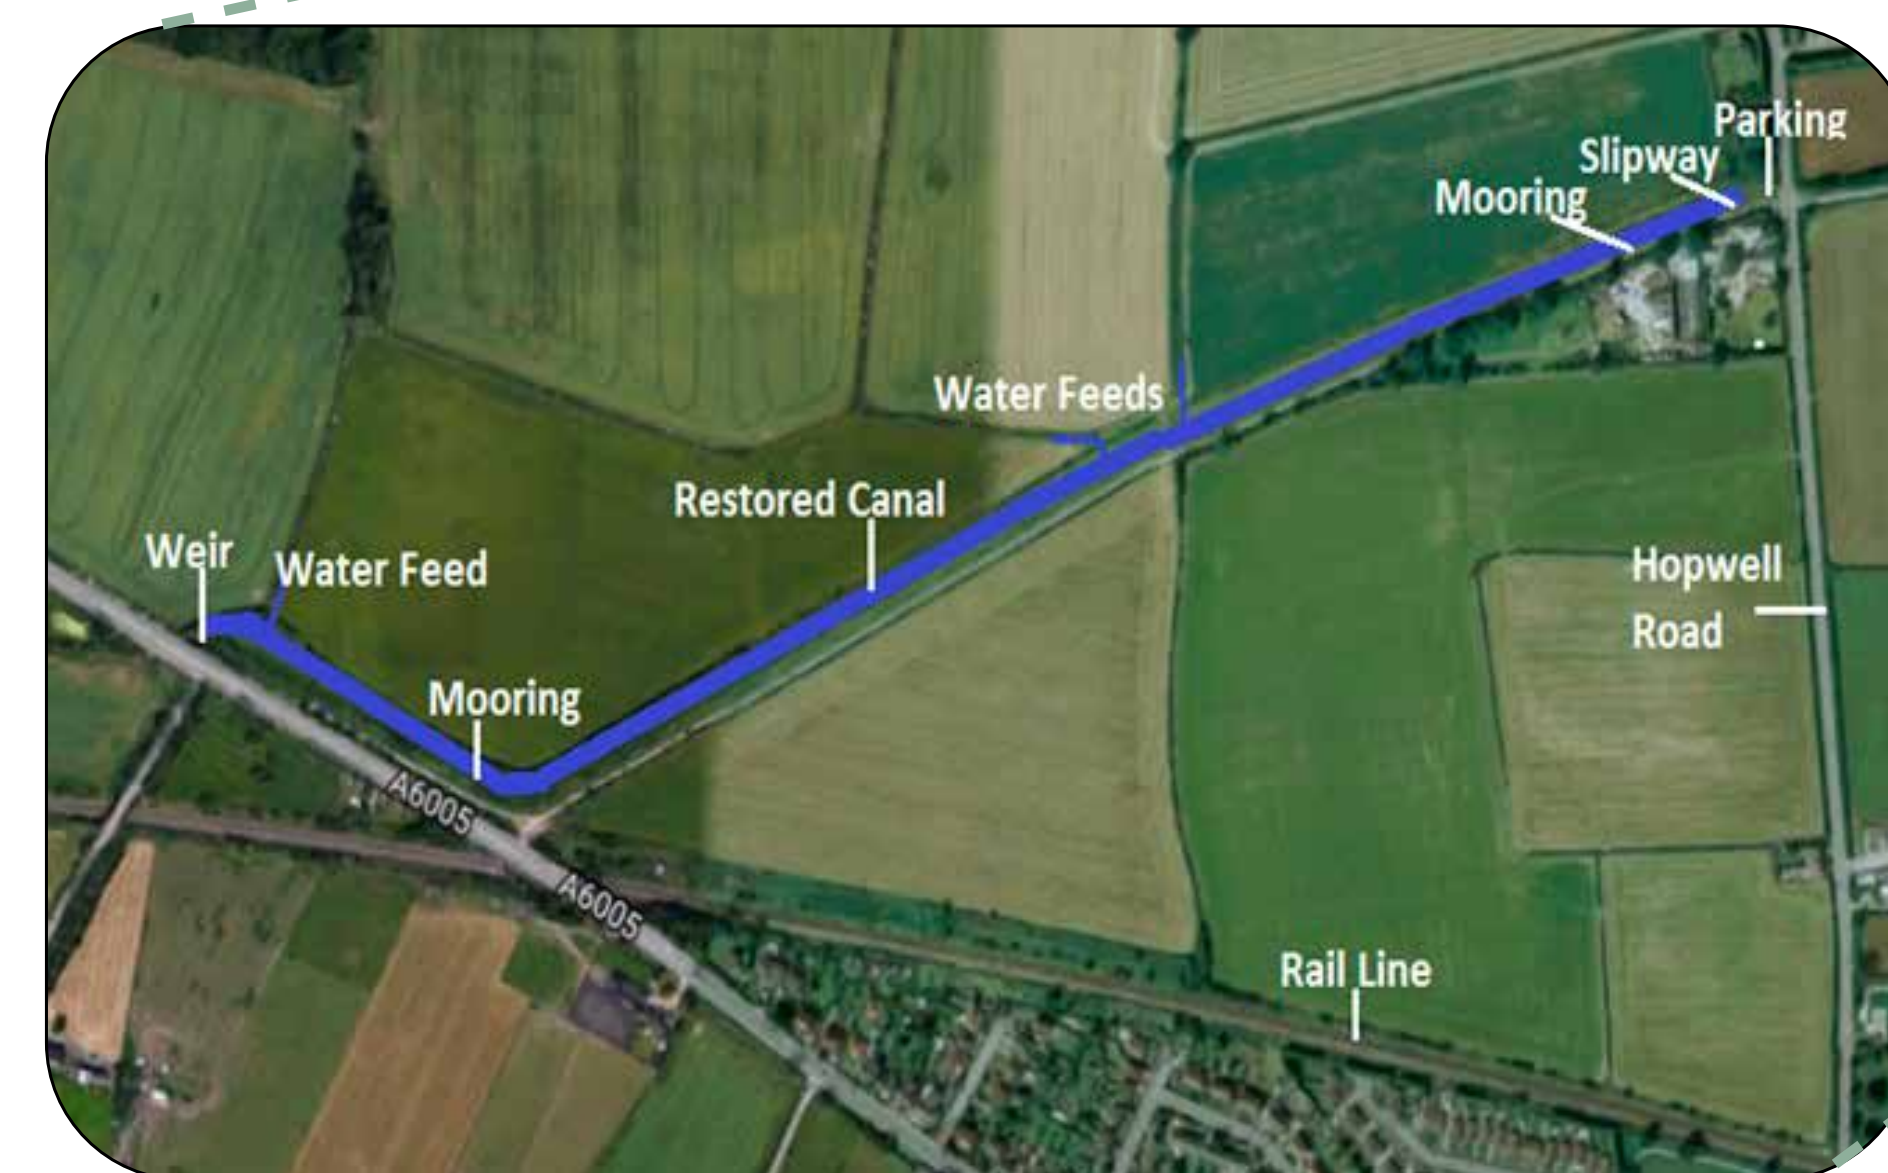 Parking
Slipway
Mooring
Water Feeds
Restored Canal
Weir
Water Feed
Hopwell
Road
Mooring
A6005
A6005
Rail Line